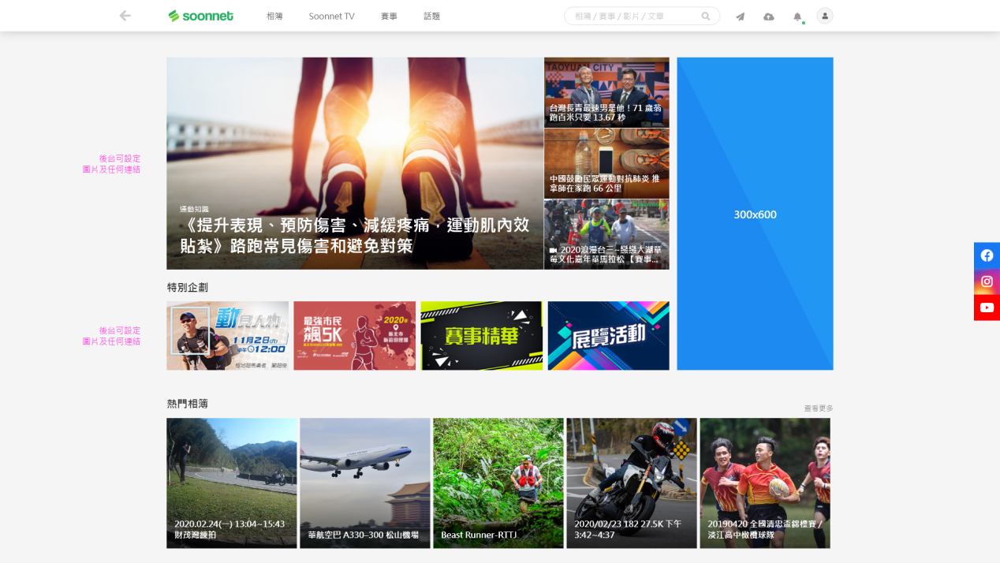 soonnet
相簿
Soonnet TV
賽事
話題
相簿 / 賽事 / 影片 / 文章
後台可設定
圖片及任何連結
運動知識
《提升表現、預防傷害、減緩疼痛．運動肌內效
貼紮》路跑常見傷害和避免對策
TAOYUAN CITY
台灣長青最速男是他！71 歲翁
跑百米只要 13.67 秒
中國鼓勵民眾運動對抗肺炎 推
拿師在家跑 66 公里
2020浪漫台三~戀戀大湖草
莓文化嘉年華馬拉松 【賽事...
300x600
特別企劃
後台可設定
圖片及任何連結
動見人物
11月2日(六)
中午 12:00
最強市民
飆5K
2020年
新北市
賽事精華
展覽活動
熱門相簿
查看更多
2020.02.24(一) 13:04~15:43
財茂灣練拍
華航空巴 A330–300 松山機場
Beast Runner-RTTJ
2020/02/23 182 27.5K 下午
3:42~4:37
20190420 全國清忠盃錦標賽 /
淡江高中橄欖球隊